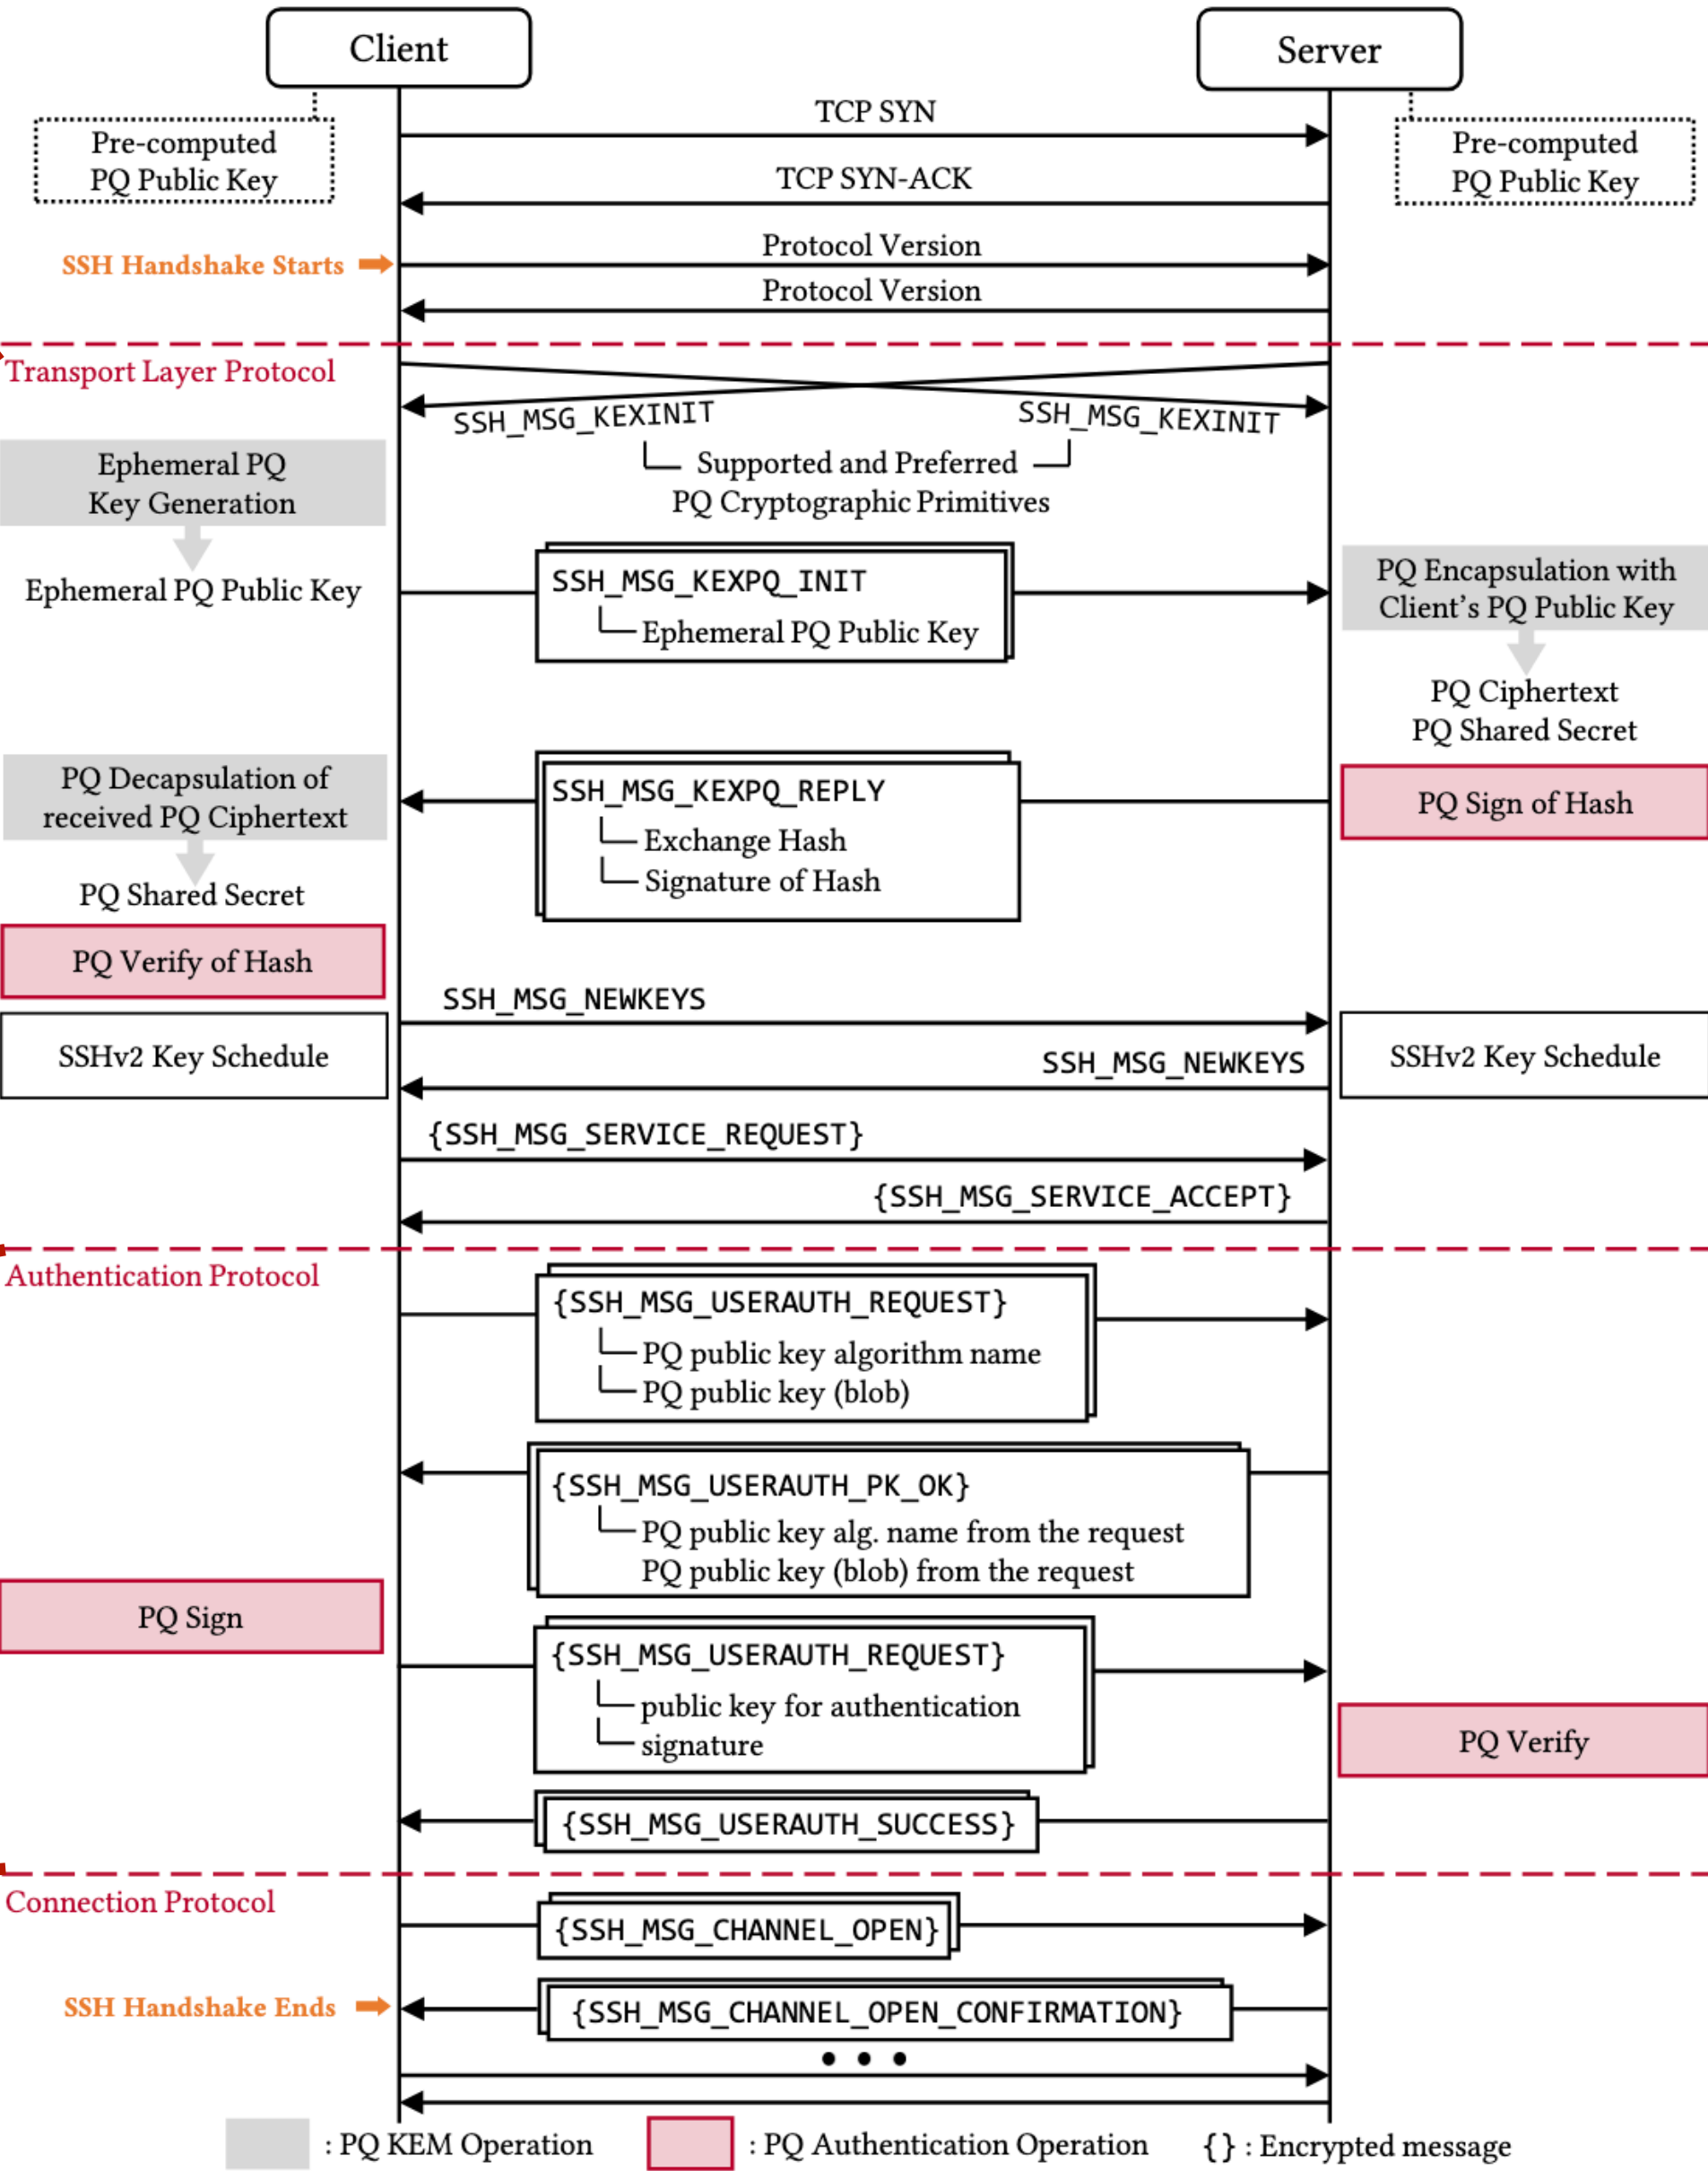 Client
Server
TCP SYN
Pre-computed
PQ Public Key
Pre-computed
PQ Public Key
TCP SYN-ACK
Protocol Version
SSH Handshake Starts
Protocol Version
Transport Layer Protocol
SSH_MSG_KEXINIT
SSH_MSG_KEXINIT
Supported and Preferred
PQ Cryptographic Primitives
Ephemeral PQ
Key Generation
Ephemeral PQ Public Key
SSH_MSG_KEXPQ_INIT
Ephemeral PQ Public Key
PQ Encapsulation with
Client's PQ Public Key
PQ Ciphertext
PQ Shared Secret
PQ Decapsulation of
received PQ Ciphertext
SSH_MSG_KEXPQ_REPLY
Exchange Hash
Signature of Hash
PQ Sign of Hash
PQ Shared Secret
PQ Verify of Hash
SSH_MSG_NEWKEYS
SSHv2 Key Schedule
SSHv2 Key Schedule
SSH_MSG_NEWKEYS
{SSH_MSG_SERVICE_REQUEST}
{SSH_MSG_SERVICE_ACCEPT}
Authentication Protocol
{SSH_MSG_USERAUTH_REQUEST}
PQ public key algorithm name
PQ public key (blob)
{SSH_MSG_USERAUTH_PK_OK}
PQ public key alg. name from the request
PQ public key (blob) from the request
PQ Sign
{SSH_MSG_USERAUTH_REQUEST}
public key for authentication
signature
PQ Verify
{SSH_MSG_USERAUTH_SUCCESS}
Connection Protocol
{SSH_MSG_CHANNEL_OPEN}
SSH Handshake Ends
{SSH_MSG_CHANNEL_OPEN_CONFIRMATION}
: PQ KEM Operation
: PQ Authentication Operation
{} : Encrypted message